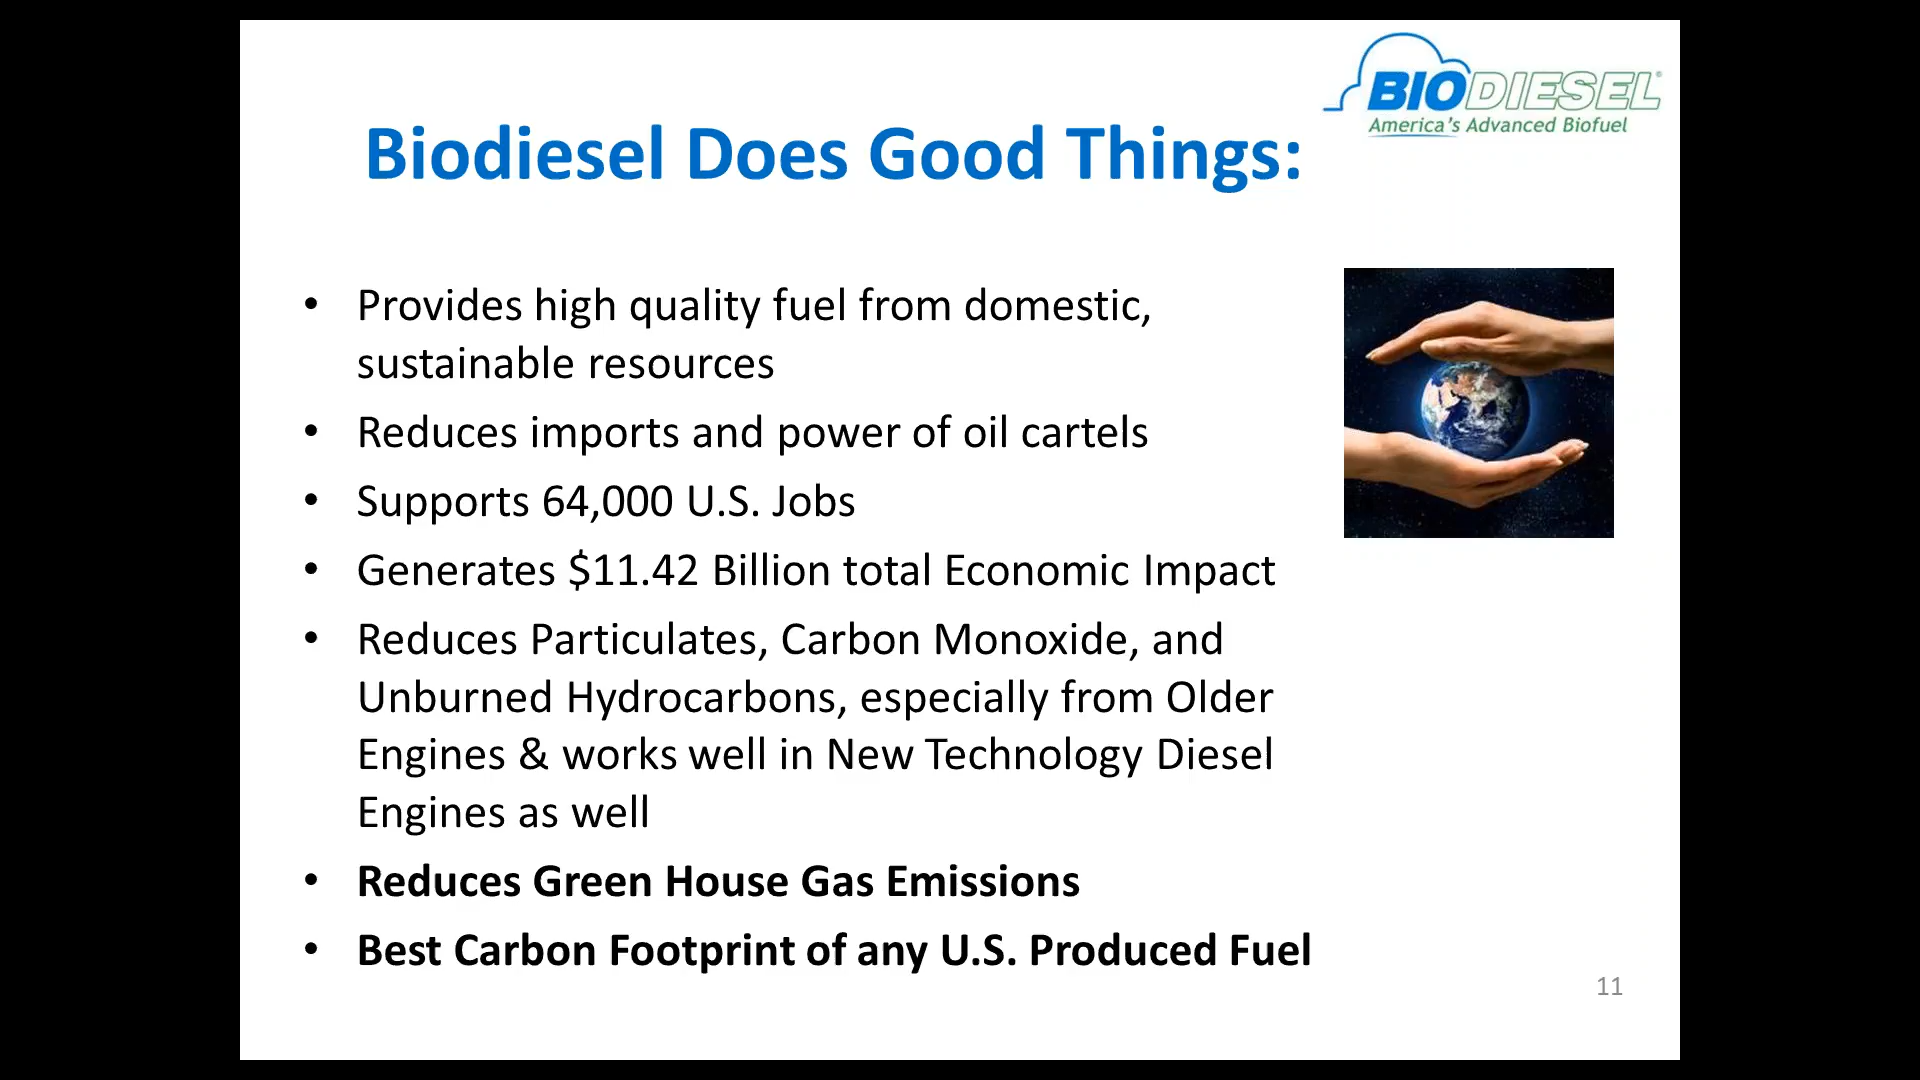 BIODIESEL®
America's Advanced Biofuel
Biodiesel Does Good Things:
• Provides high quality fuel from domestic,
sustainable resources
• Reduces imports and power of oil cartels
• Supports 64,000 U.S. Jobs
• Generates $11.42 Billion total Economic Impact
• Reduces Particulates, Carbon Monoxide, and
Unburned Hydrocarbons, especially from Older
Engines & works well in New Technology Diesel
Engines as well
• Reduces Green House Gas Emissions
• Best Carbon Footprint of any U.S. Produced Fuel
11